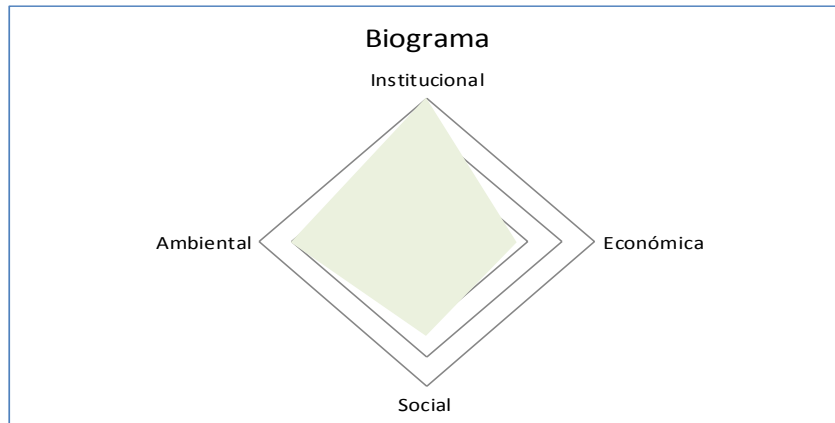 Biograma
Institucional
Ambiental
Económica
Social